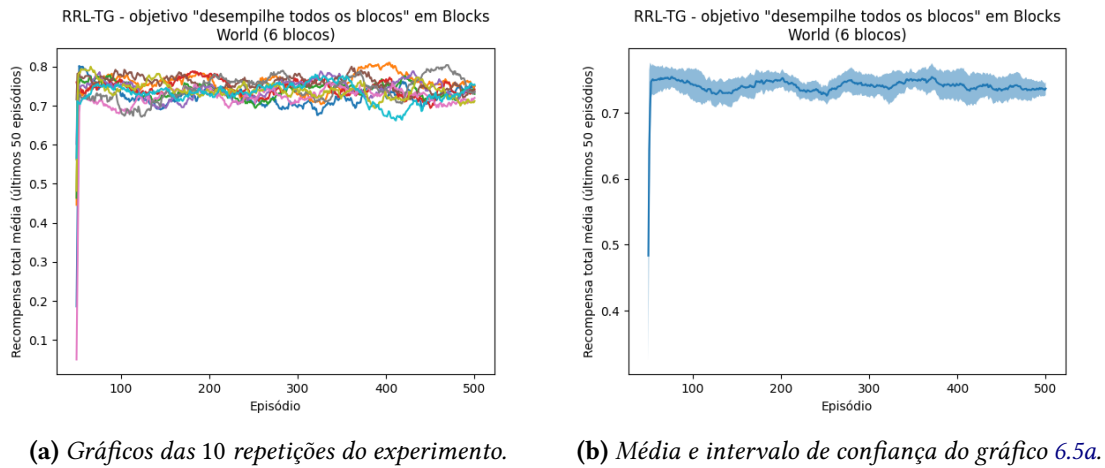 RRL-TG - objetivo "desempilhe todos os blocos" em Blocks
World (6 blocos)
Recompensa total média (últimos 50 episódios)
0.8
0.7
0.6
0.5
0.4
0.3
0.2
0.1
100 200 300 400 500
Episódio
(a) Gráficos das 10 repetições do experimento.
RRL-TG - objetivo "desempilhe todos os blocos" em Blocks
World (6 blocos)
Recompensa total média (últimos 50 episódios)
0.7
0.6
0.5
0.4
100 200 300 400 500
Episódio
(b) Média e intervalo de confiança do gráfico 6.5a.